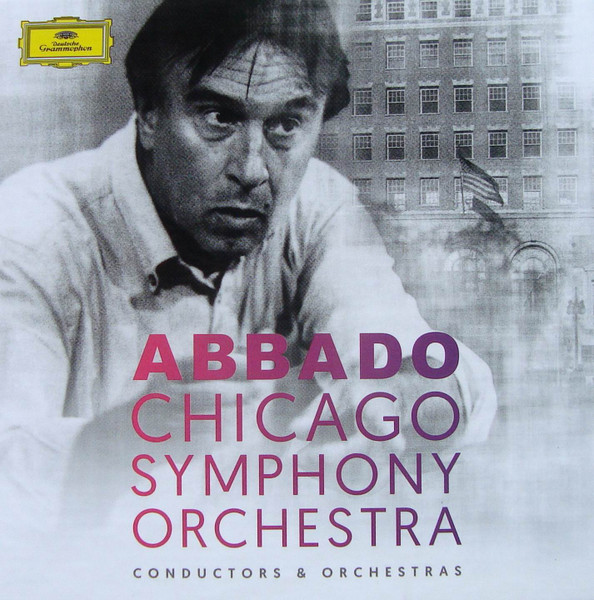 Deutsche
Grammophon
ABBADO
CHICAGO
SYMPHONY
ORCHESTRA
CONDUCTORS & ORCHESTRAS